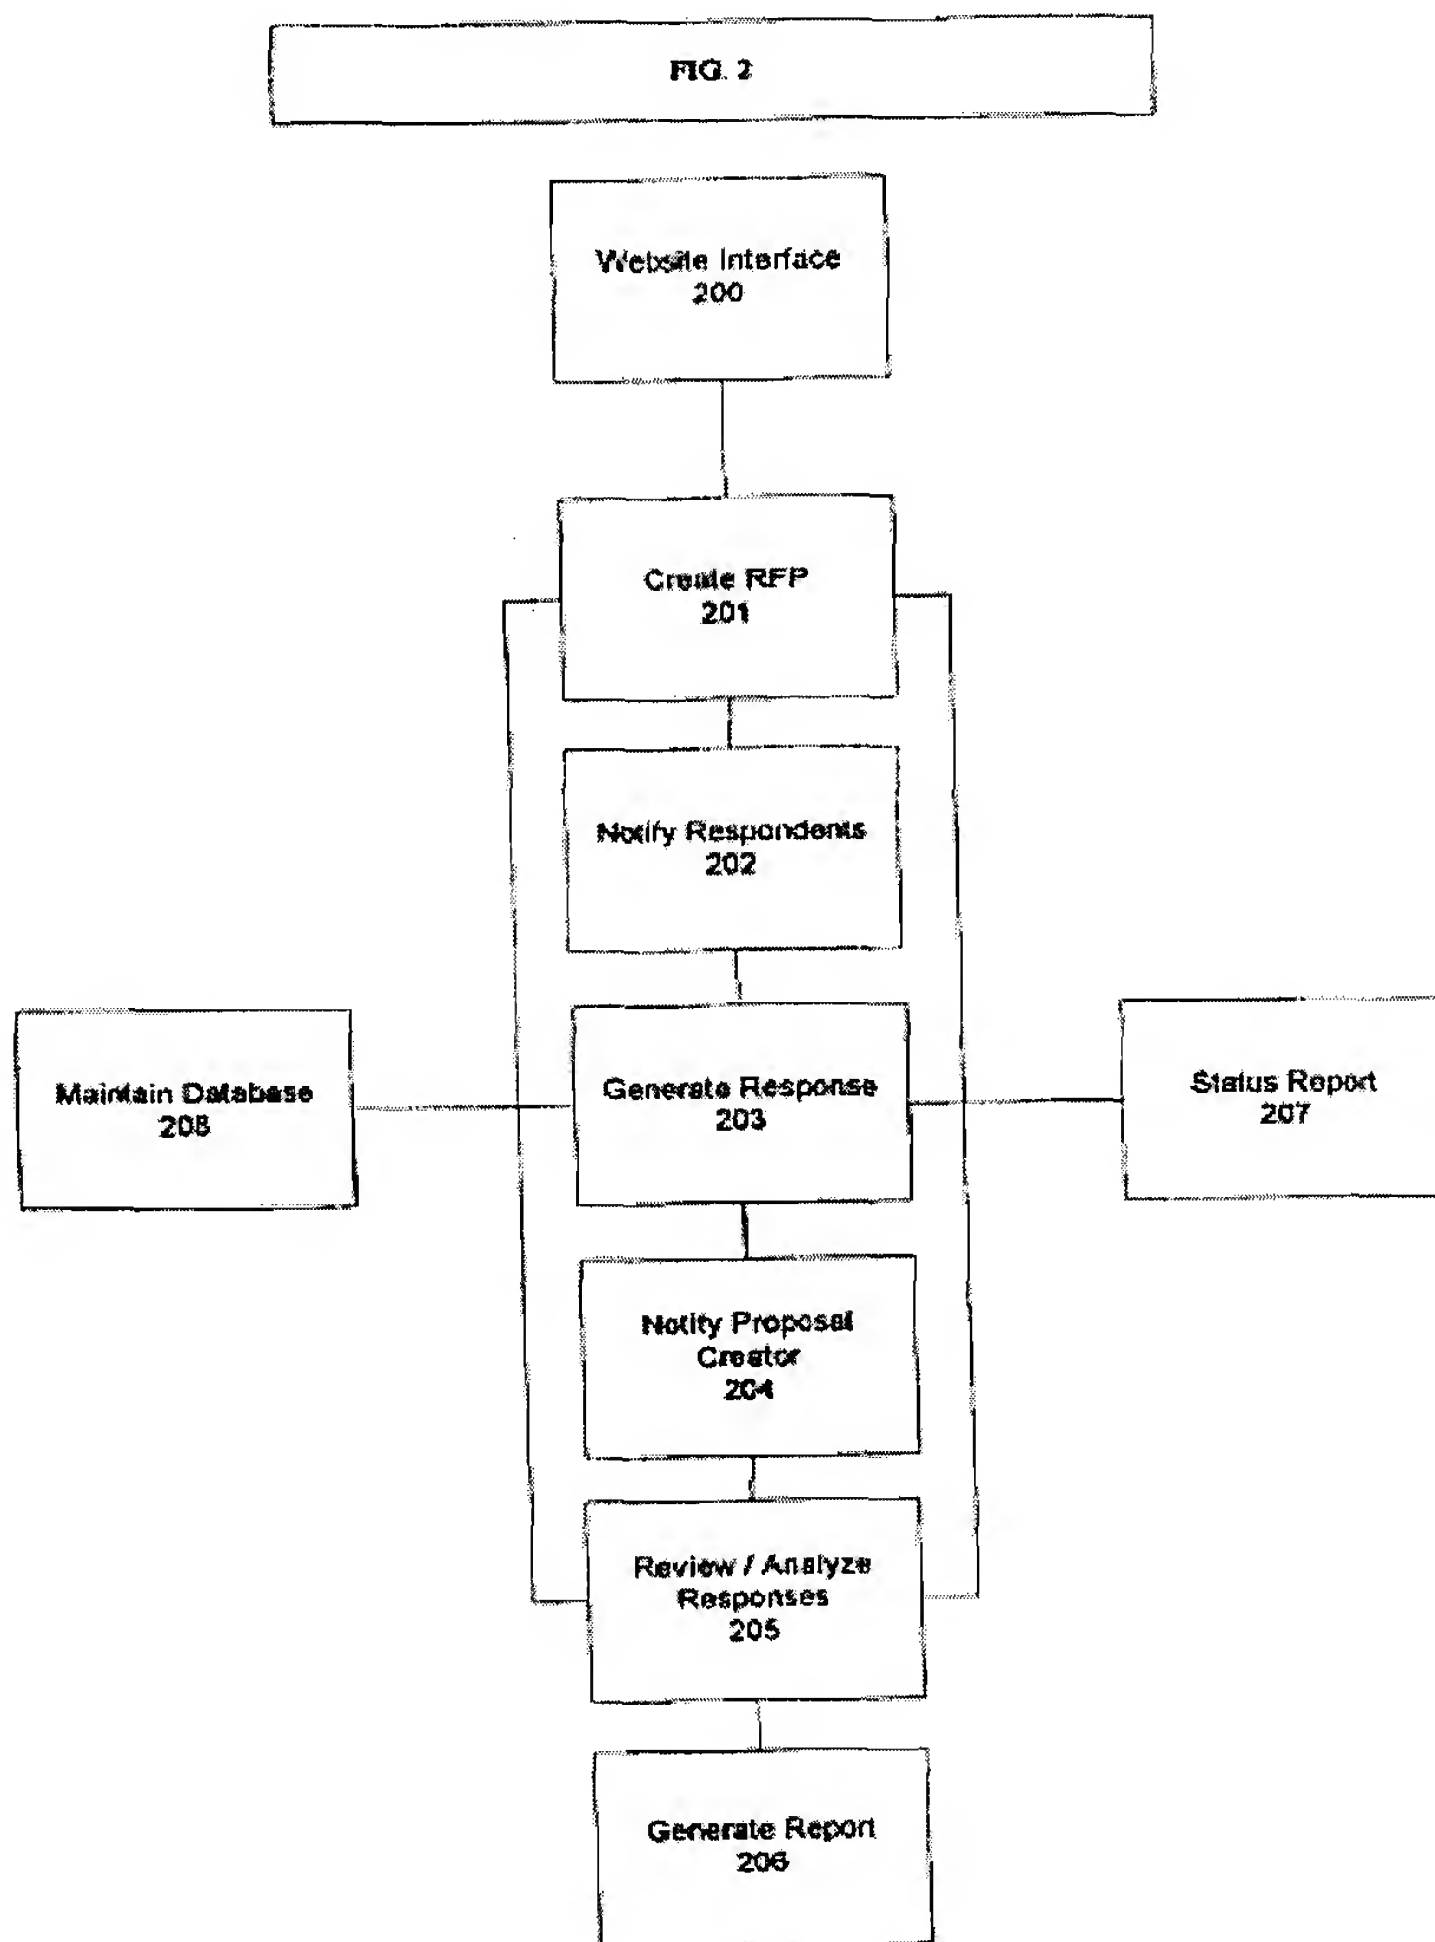 FIG. 2
Website Interface
200
Create RFP
201
Notify Respondents
202
Maintain Database
208
Generate Response
203
Status Report
207
Notify Proposal
Creator
204
Review / Analyze
Responses
205
Generate Report
206